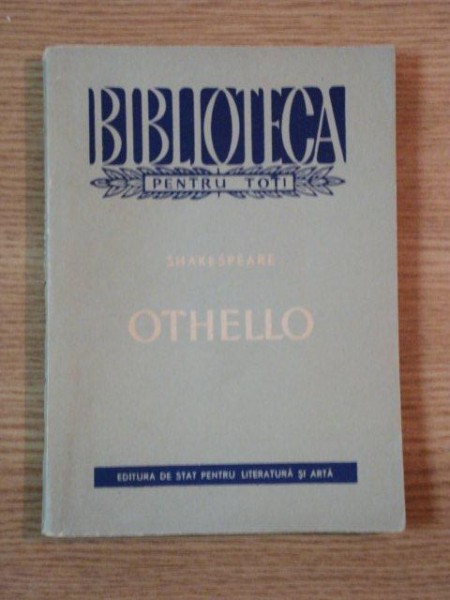 BIBLIOTECA
PENTRU TOȚI
SHAKESPEARE
OTHELLO
EDITURA DE STAT PENTRU LITERATURĂ ȘI ARTĂ